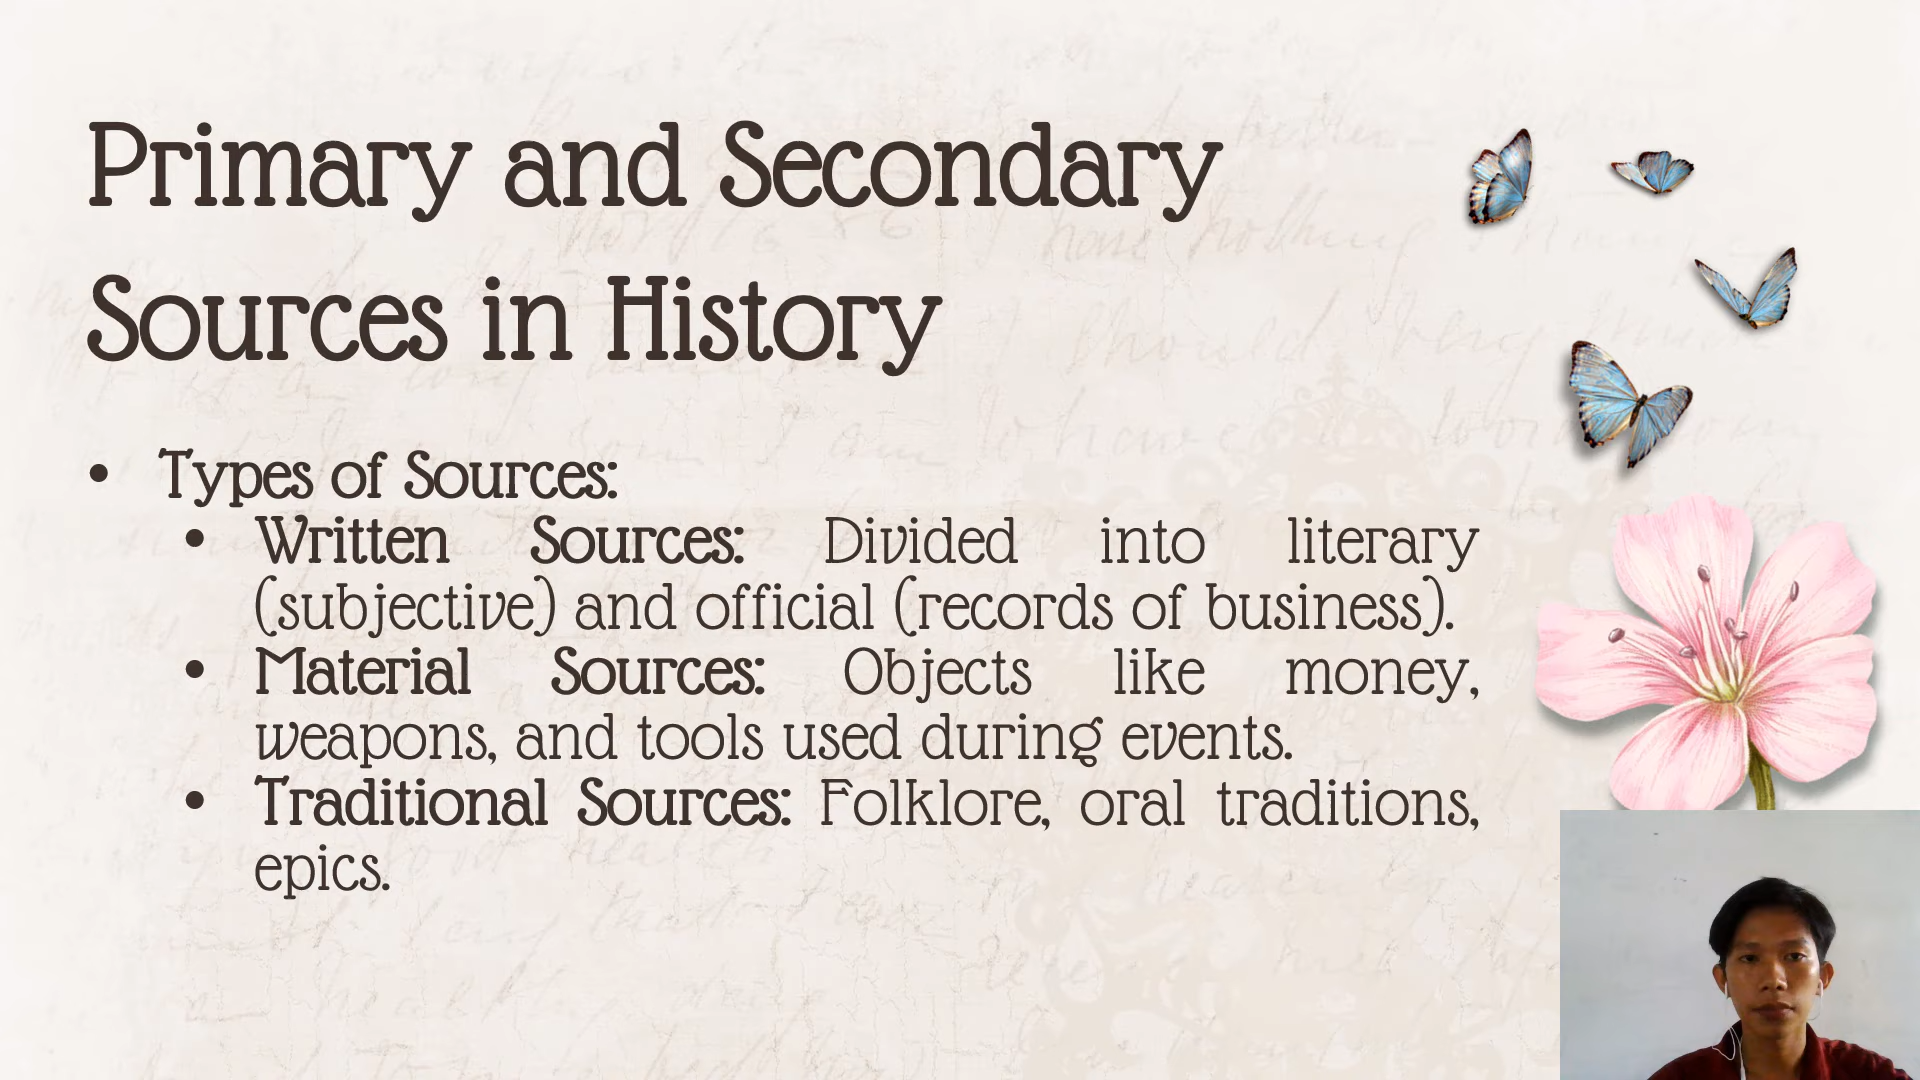 Primary and Secondary
Sources in History
• Types of Sources:
• Written Sources: Divided into literary
(subjective) and official (records of business).
• Material Sources: Objects like money,
weapons, and tools used during events.
• Traditional Sources: Folklore, oral traditions,
epics.